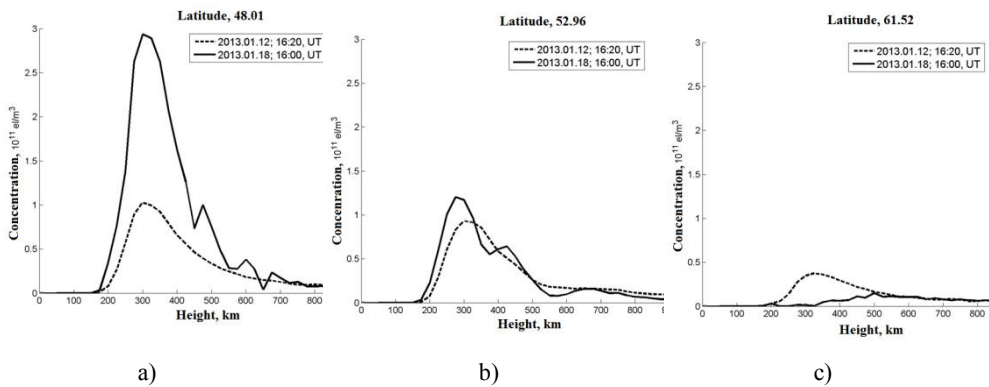 Latitude, 48.01
3
2.5
2
1.5
1
0.5
0
0 100 200 300 400 500 600 700 800
Concentration, 10^11 el/m^3
Height, km
2013.01.12; 16:20, UT
2013.01.18; 16:00, UT
a)
Latitude, 52.96
3
2.5
2
1.5
1
0.5
0
0 100 200 300 400 500 600 700 800
Concentration, 10^11 el/m^3
Height, km
2013.01.12; 16:20, UT
2013.01.18; 16:00, UT
b)
Latitude, 61.52
3
2.5
2
1.5
1
0.5
0
0 100 200 300 400 500 600 700 800
Concentration, 10^11 el/m^3
Height, km
2013.01.12; 16:20, UT
2013.01.18; 16:00, UT
c)